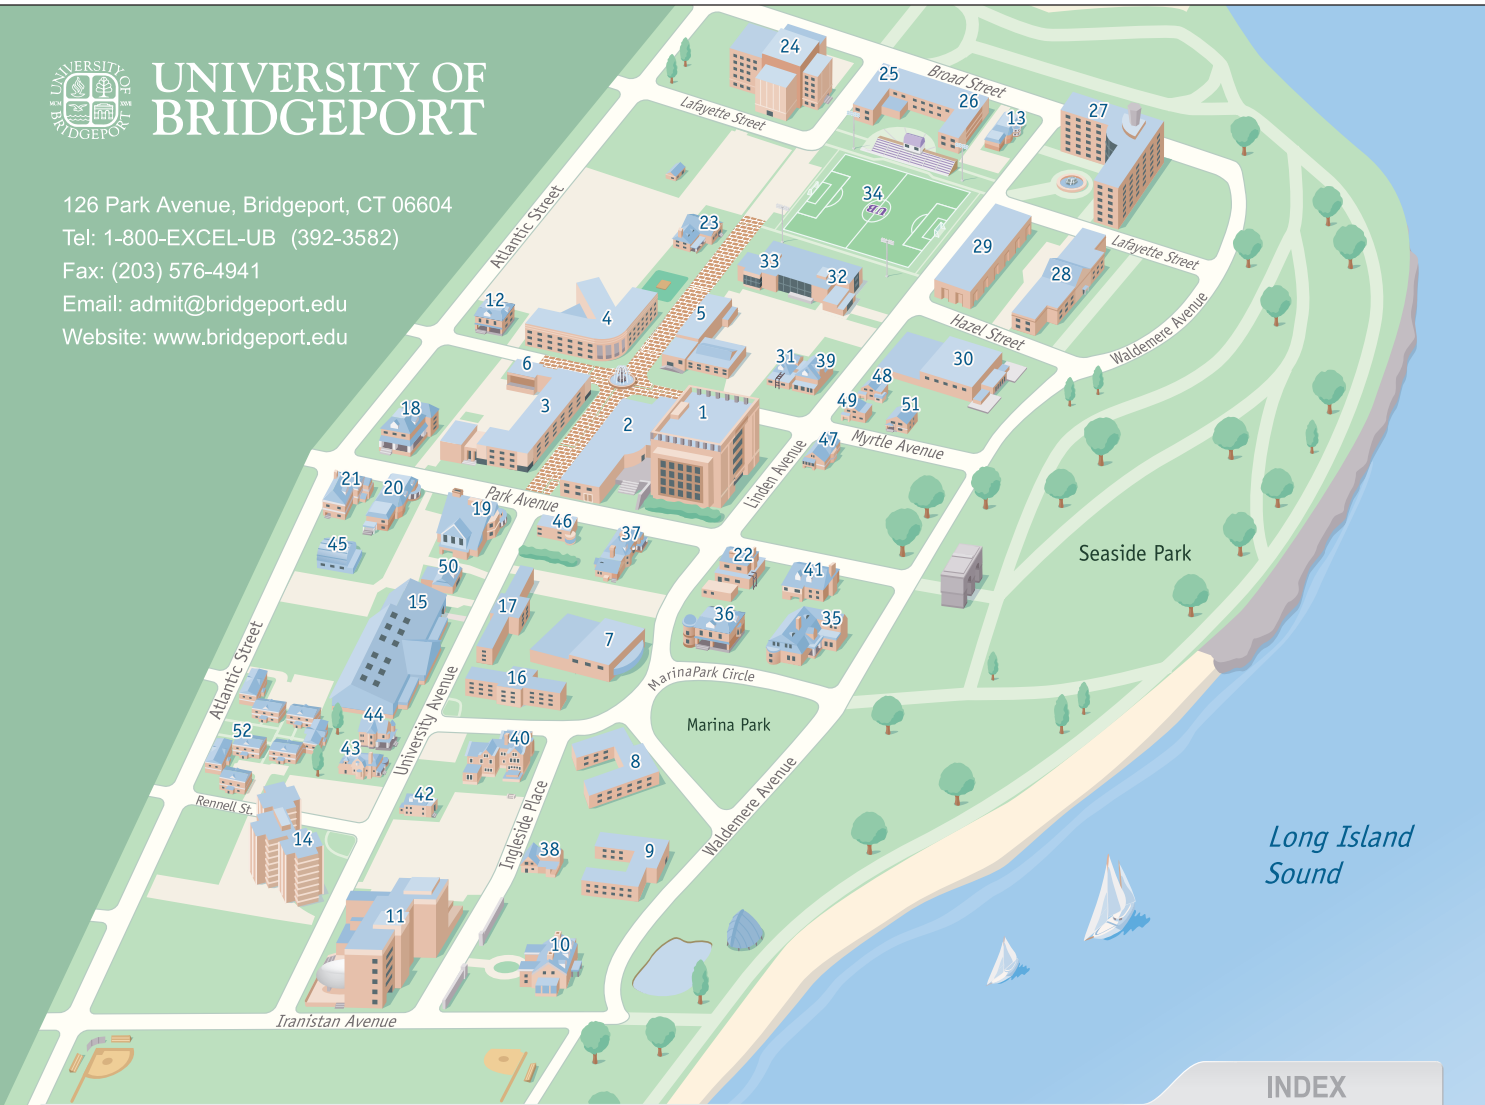 UNIVERSITY OF
BRIDGEPORT
UNIVERSITY OF
BRIDGEPORT
126 Park Avenue, Bridgeport, CT 06604
Tel: 1-800-EXCEL-UB (392-3582)
Fax: (203) 576-4941
Email: admit@bridgeport.edu
Website: www.bridgeport.edu
24
25
Broad Street
26
13
27
Lafayette Street
34
UB
23
Atlantic Street
33
32
29
28
Lafayette Street
12
4
5
Hazel Street
Waldemere Avenue
6
31
39
48
30
18
3
2
1
49
51
47
Myrtle Avenue
Linden Avenue
21
20
Park Avenue
19
46
37
45
50
22
41
Seaside Park
15
17
7
36
35
Atlantic Street
16
MarinaPark Circle
University Avenue
44
Marina Park
52
43
40
8
42
Rennell St.
Ingleside Place
Waldemere Avenue
14
38
9
Long Island
Sound
11
10
Iranistan Avenue
INDEX